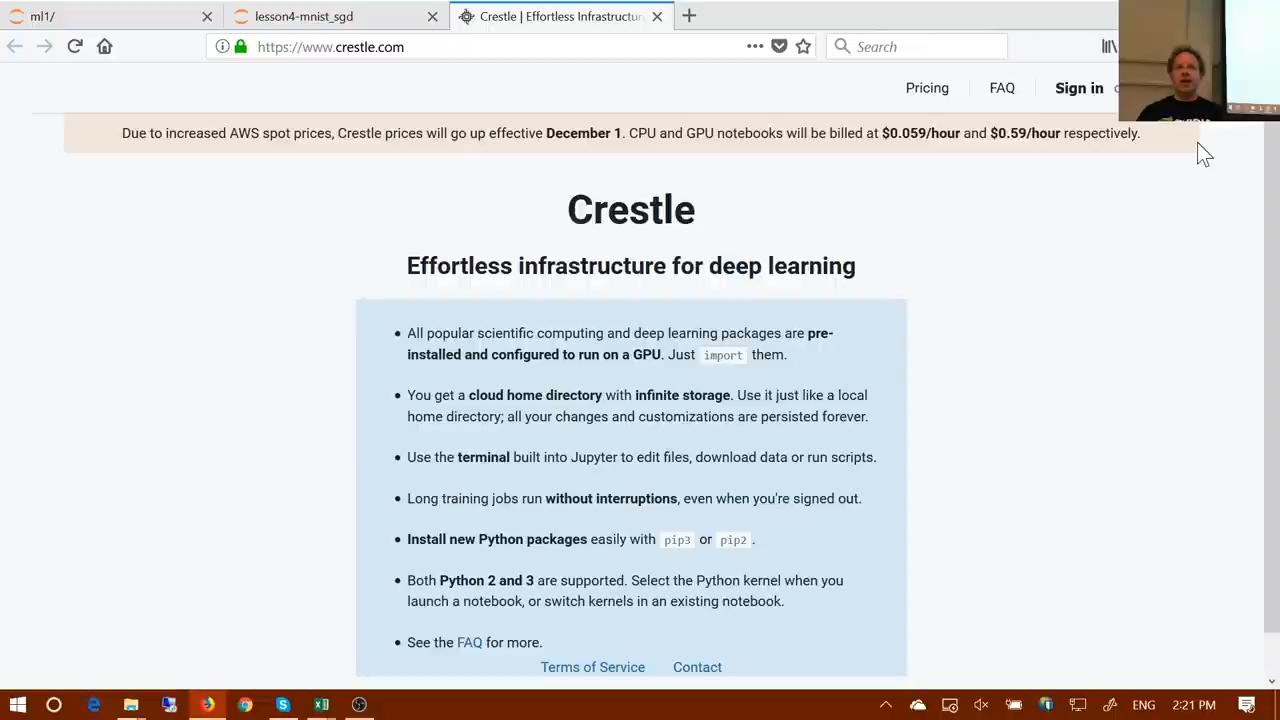 ml1/
lesson4-mnist_sgd
Crestle | Effortless Infrastructur
https://www.crestle.com
Search
Pricing
FAQ
Sign in
Due to increased AWS spot prices, Crestle prices will go up effective December 1. CPU and GPU notebooks will be billed at $0.059/hour and $0.59/hour respectively.
Crestle
Effortless infrastructure for deep learning
• All popular scientific computing and deep learning packages are pre-
installed and configured to run on a GPU. Just import them.
• You get a cloud home directory with infinite storage. Use it just like a local
home directory; all your changes and customizations are persisted forever.
• Use the terminal built into Jupyter to edit files, download data or run scripts.
• Long training jobs run without interruptions, even when you're signed out.
• Install new Python packages easily with pip3 or pip2.
• Both Python 2 and 3 are supported. Select the Python kernel when you
launch a notebook, or switch kernels in an existing notebook.
• See the FAQ for more.
Terms of Service
Contact
ENG
2:21 PM